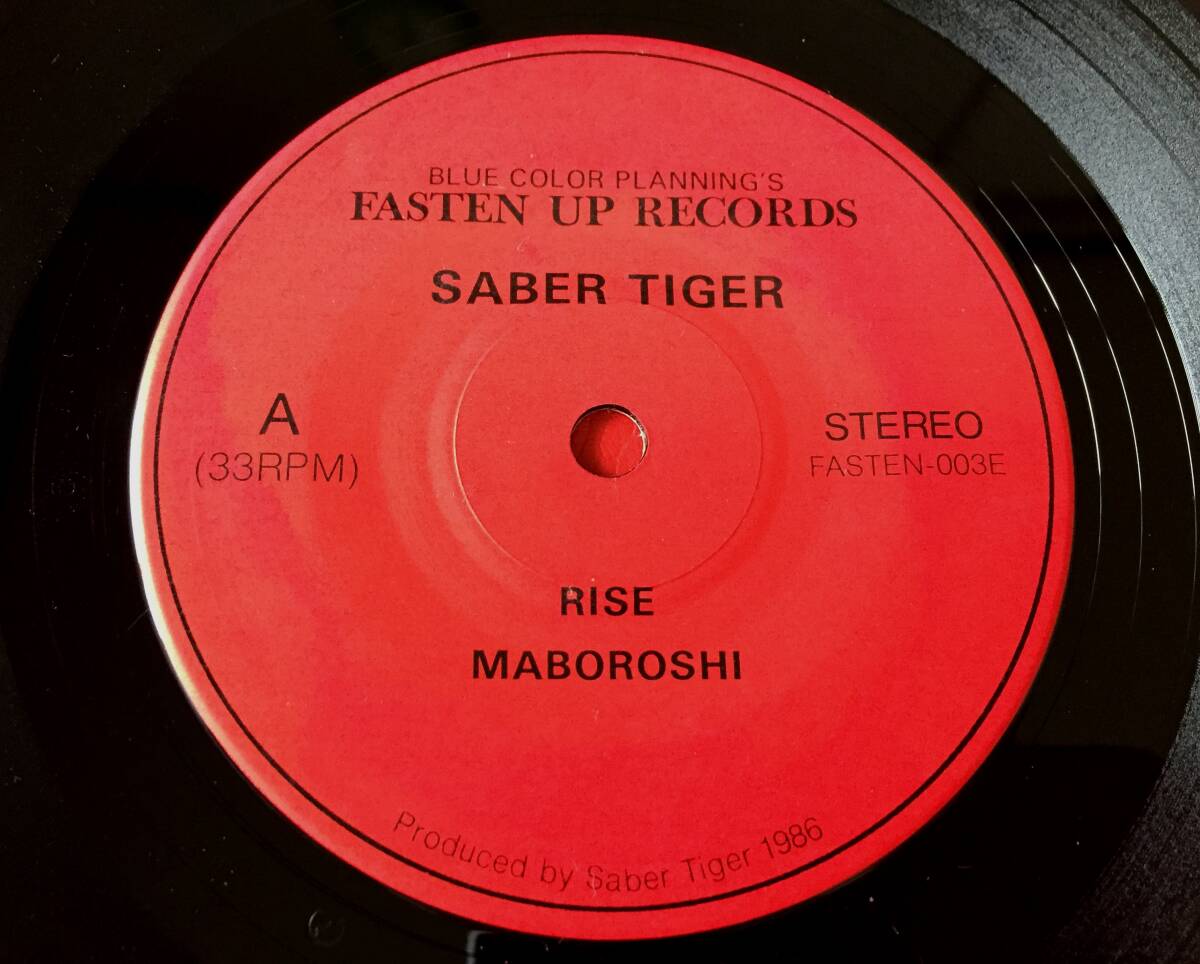 BLUE COLOR PLANNING'S
FASTEN UP RECORDS
SABER TIGER
A
(33RPM)
STEREO
FASTEN-003E
RISE
MABOROSHI
Produced by Saber Tiger 1986